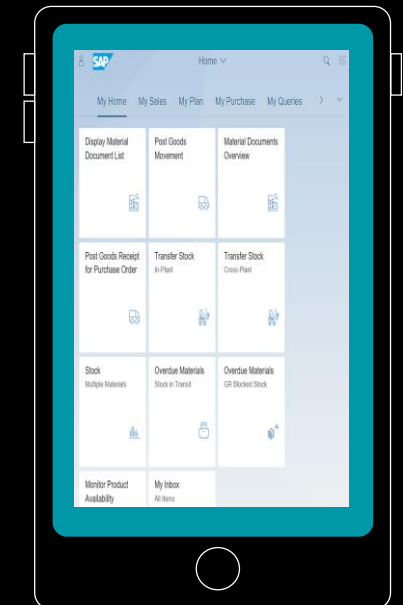 SAP
Home
My Home My Sales My Plan My Purchase My Queries
Display Material
Document List
Post Goods
Movement
Material Documents
Overview
Post Goods Receipt
for Purchase Order
Transfer Stock
In-Plant
Transfer Stock
Cross-Plant
Stock
Multiple Materials
Overdue Materials
Stock in Transit
Overdue Materials
GR Blocked Stock
Monitor Product
Availability
My Inbox
All Items